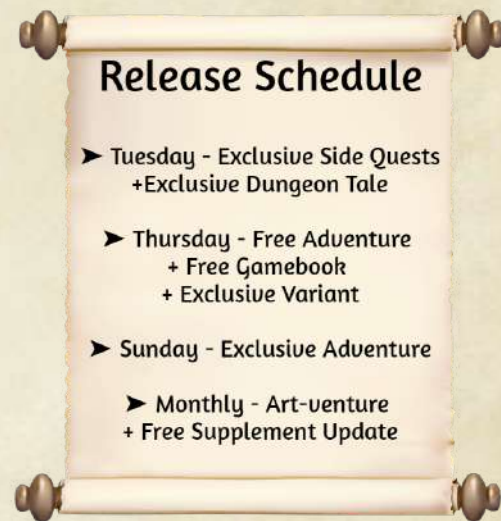 Release Schedule
➤ Tuesday - Exclusive Side Quests
+Exclusive Dungeon Tale
➤ Thursday - Free Adventure
+ Free Gamebook
+ Exclusive Variant
➤ Sunday - Exclusive Adventure
➤ Monthly - Art-venture
+ Free Supplement Update